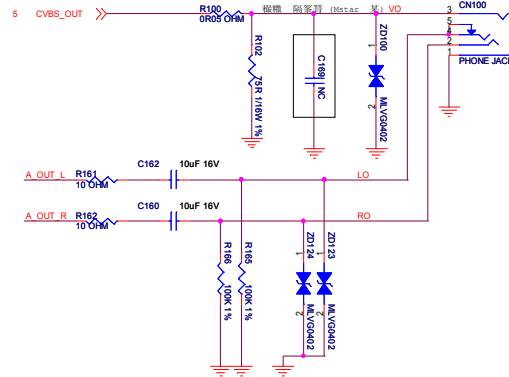 5 CVBS_OUT
R100
0R05 OHM
(Mstar
VO
CN100
3
5
4
2
1
PHONE JACK
R102
75R 1/16W 1%
C169
NC
ZD100
1
2
MLVG0402
A_OUT_L
R161
10 OHM
C162
10uF 16V
LO
A_OUT_R
R162
10 OHM
C160
10uF 16V
RO
R166
100K 1%
R165
100K 1%
ZD124
1
2
MLVG0402
ZD123
1
2
MLVG0402